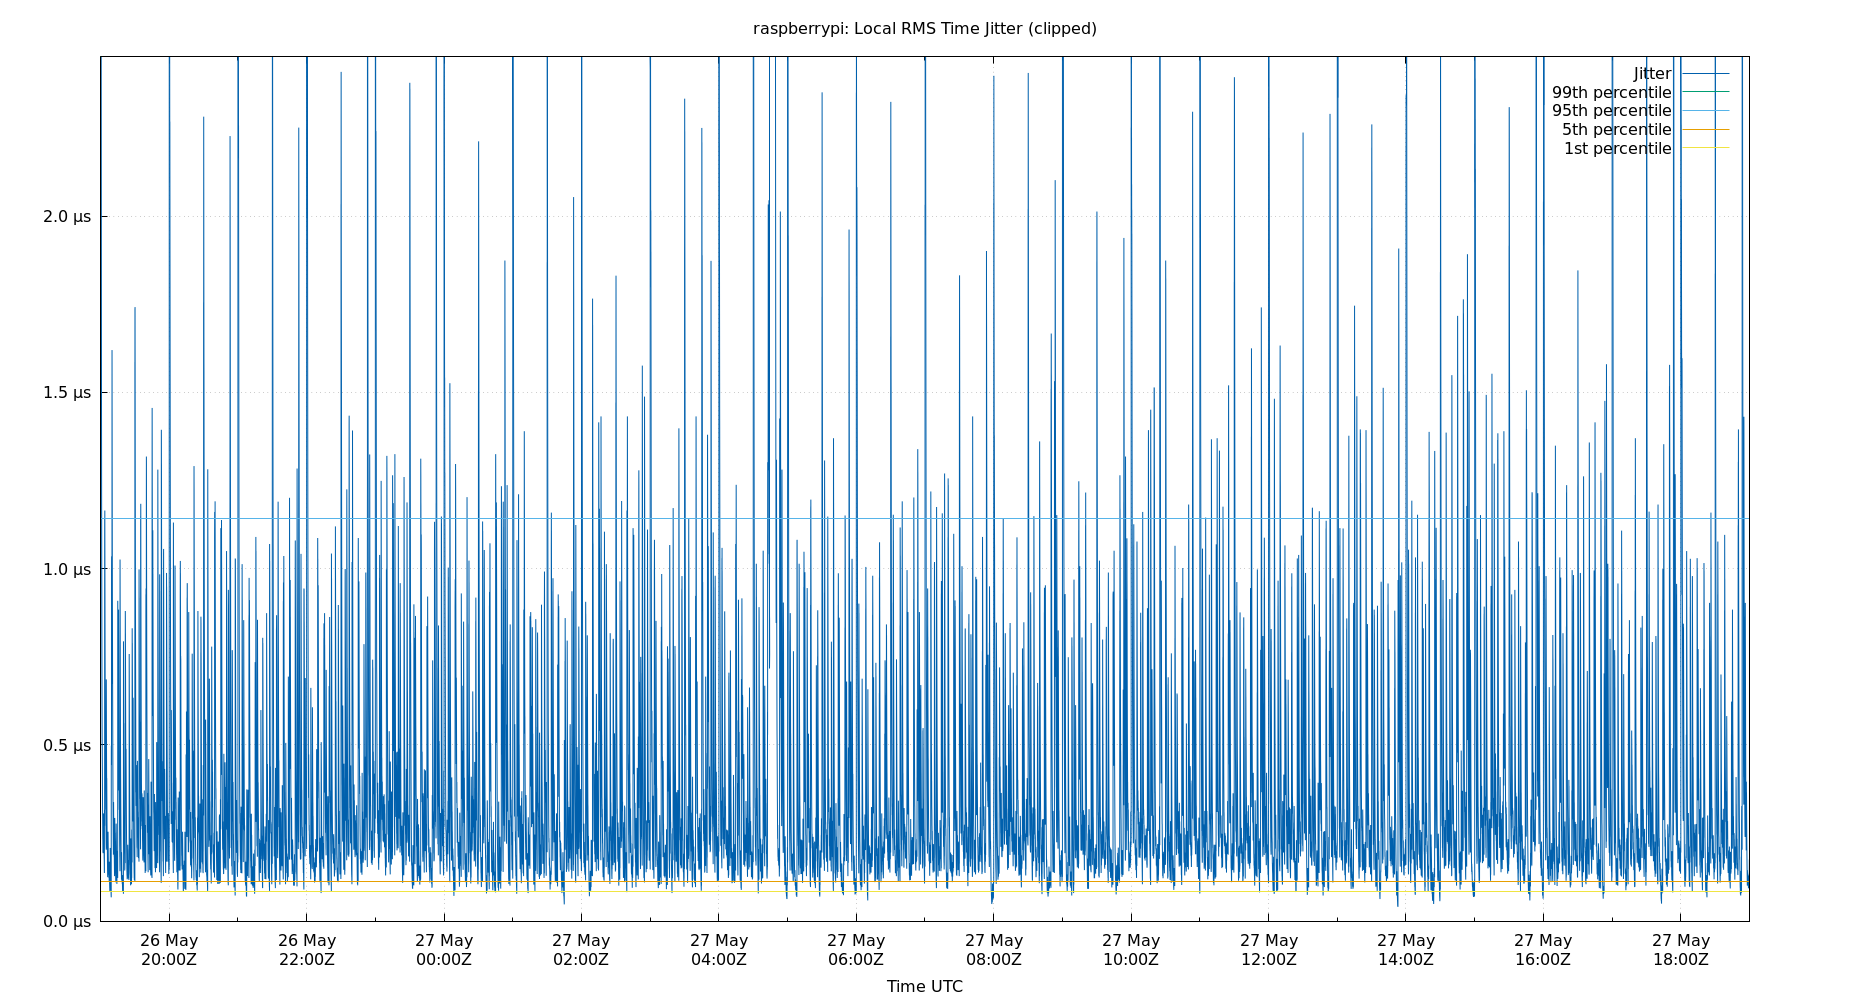 raspberrypi: Local RMS Time Jitter (clipped)
Jitter
99th percentile
95th percentile
5th percentile
1st percentile
2.0 µs
1.5 µs
1.0 µs
0.5 µs
0.0 µs
26 May 26 May 27 May 27 May 27 May 27 May 27 May 27 May 27 May 27 May 27 May 27 May
20:00Z 22:00Z 00:00Z 02:00Z 04:00Z 06:00Z 08:00Z 10:00Z 12:00Z 14:00Z 16:00Z 18:00Z
Time UTC